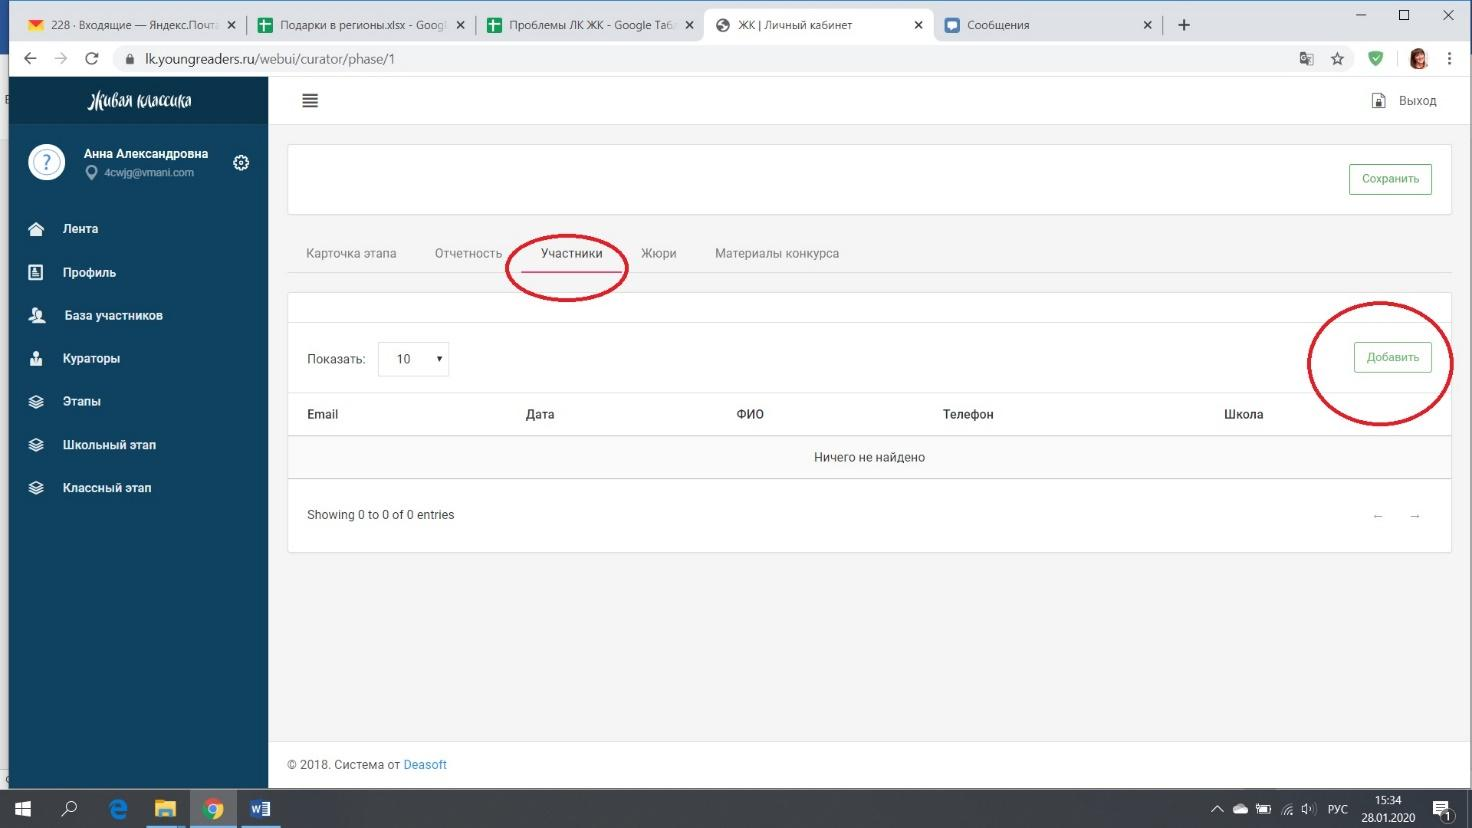 228 · Входящие — Яндекс.Почта
Подарки в регионы.xlsx - Googl
Проблемы ЛК ЖК - Google Табл
ЖК | Личный кабинет
Сообщения
lk.youngreaders.ru/webui/curator/phase/1
Живая классика
Выход
Анна Александровна
4cwjg@vmani.com
Сохранить
Лента
Профиль
База участников
Кураторы
Этапы
Школьный этап
Классный этап
Карточка этапа Отчетность Участники Жюри Материалы конкурса
Показать: 10
Добавить
Email Дата ФИО Телефон Школа
Ничего не найдено
Showing 0 to 0 of 0 entries
← →
© 2018. Система от Deasoft
РУС
15:34
28.01.2020
1